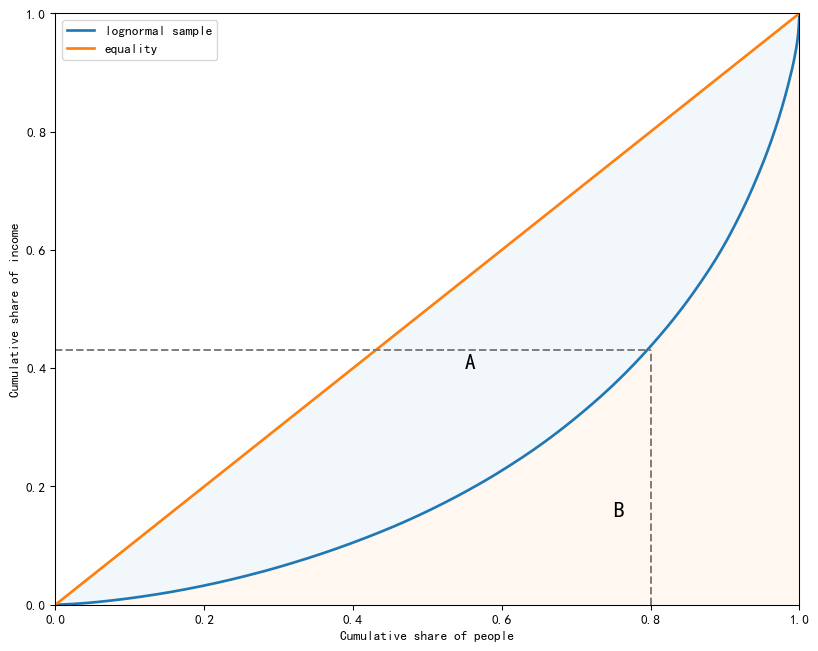 1.0
lognormal sample
equality
0.8
Cumulative share of income
0.6
0.4
A
0.2
B
0.0
0.0 0.2 0.4 0.6 0.8 1.0
Cumulative share of people